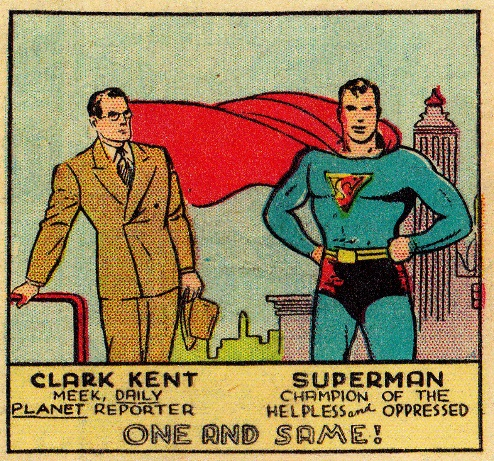 S
CLARK KENT
MEEK, DAILY
PLANET REPORTER
SUPERMAN
CHAMPION OF THE
HELPLESS and OPPRESSED
ONE AND SAME!